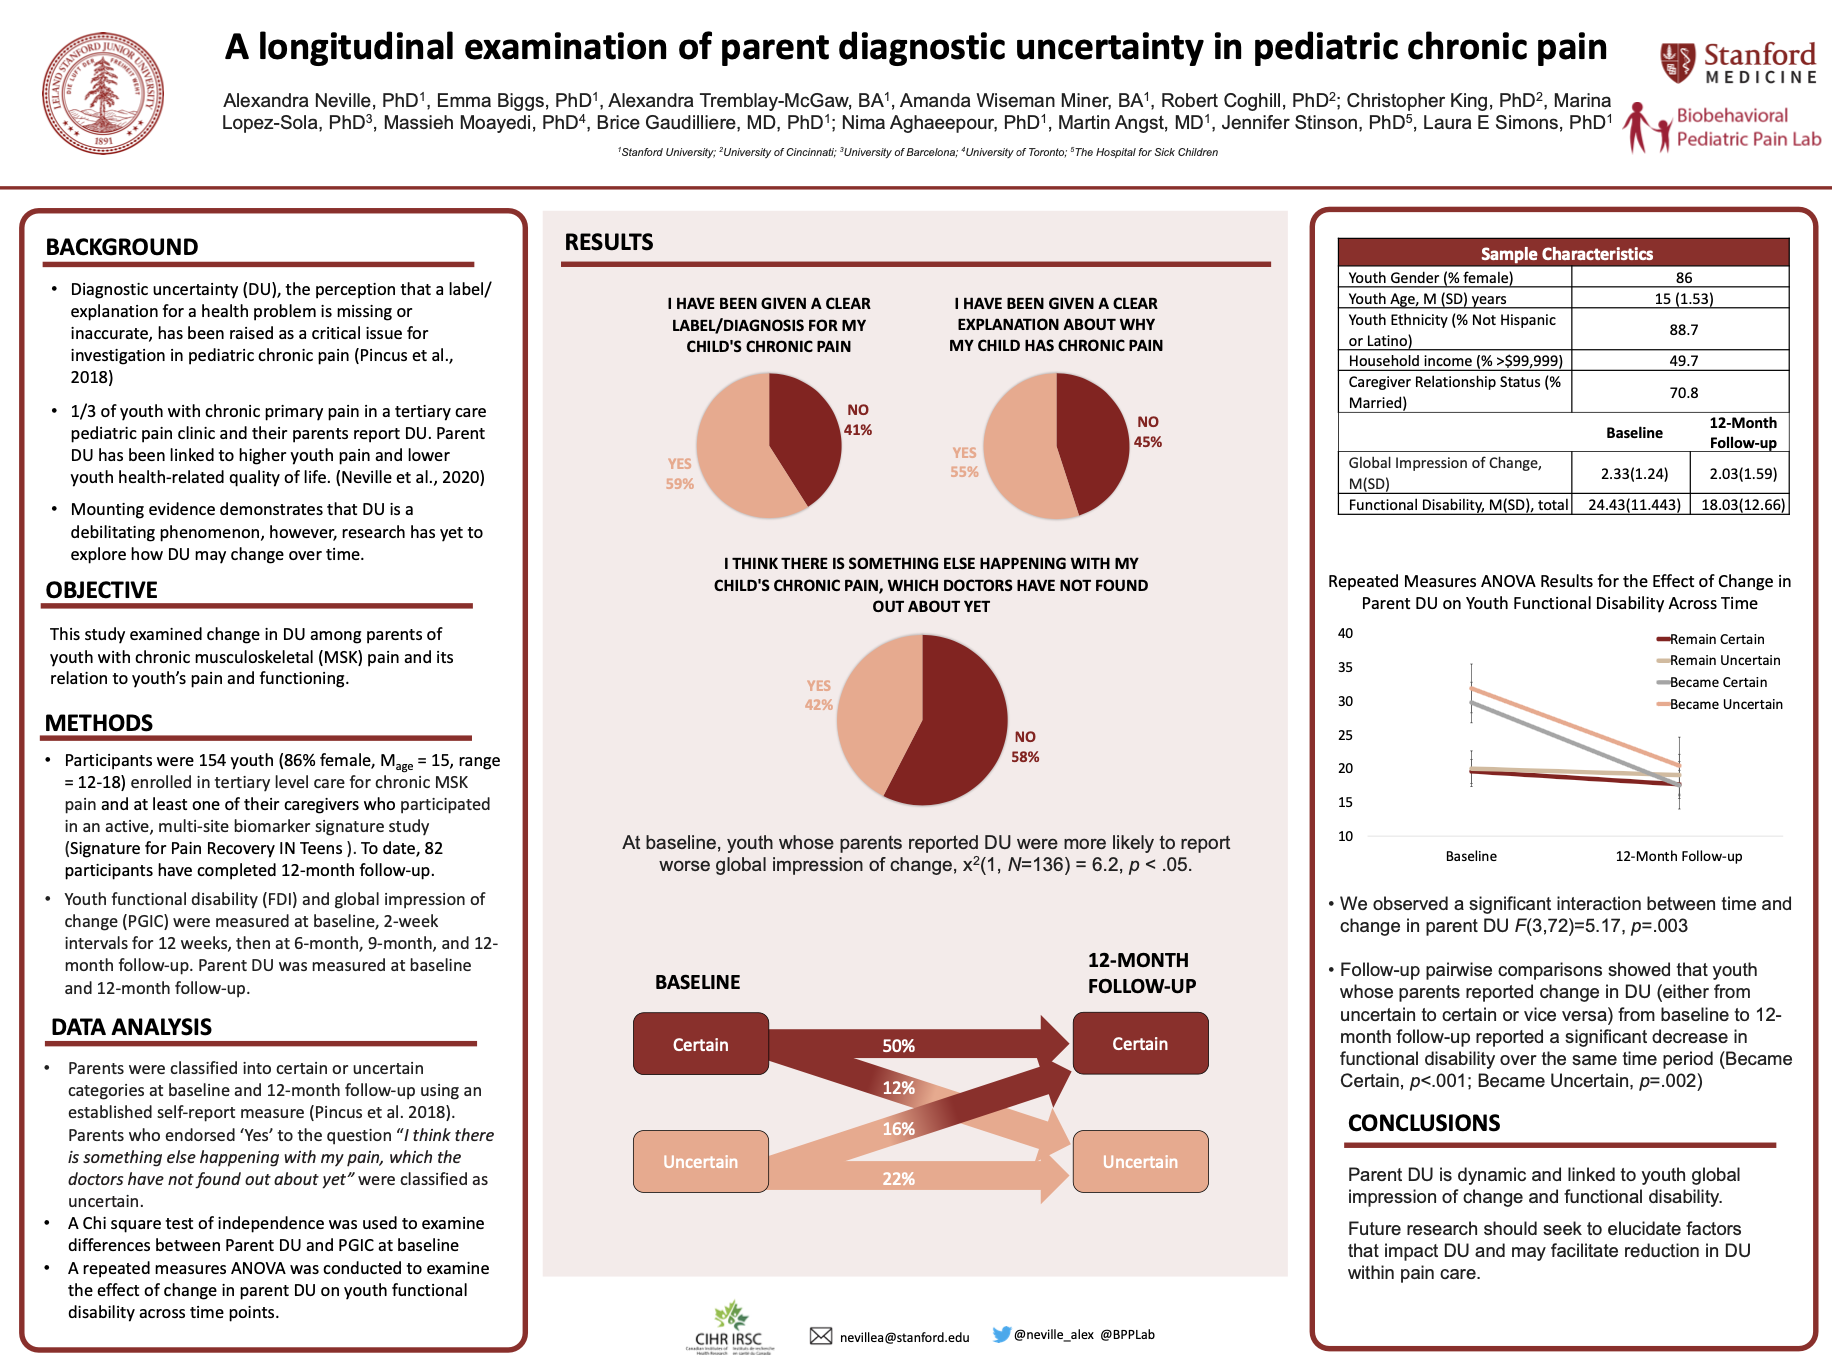 A longitudinal examination of parent diagnostic uncertainty in pediatric chronic pain
Alexandra Neville, PhD1, Emma Biggs, PhD1, Alexandra Tremblay-McGaw, BA1, Amanda Wiseman Miner, BA1, Robert Coghill, PhD2; Christopher King, PhD2, Marina
Lopez-Sola, PhD3, Massieh Moayedi, PhD4, Brice Gaudilliere, MD, PhD1; Nima Aghaeepour, PhD1, Martin Angst, MD1, Jennifer Stinson, PhD5, Laura E Simons, PhD1
1Stanford University; 2University of Cincinnati; 3University of Barcelona; 4University of Toronto; 5The Hospital for Sick Children
LELAND STANFORD JUNIOR UNIVERSITY
DIE LUFT DER FREIHEIT WEHT
1891
Stanford
MEDICINE
Biobehavioral
Pediatric Pain Lab
BACKGROUND
• Diagnostic uncertainty (DU), the perception that a label/
explanation for a health problem is missing or
inaccurate, has been raised as a critical issue for
investigation in pediatric chronic pain (Pincus et al.,
2018)
• 1/3 of youth with chronic primary pain in a tertiary care
pediatric pain clinic and their parents report DU. Parent
DU has been linked to higher youth pain and lower
youth health-related quality of life. (Neville et al., 2020)
• Mounting evidence demonstrates that DU is a
debilitating phenomenon, however, research has yet to
explore how DU may change over time.
OBJECTIVE
This study examined change in DU among parents of
youth with chronic musculoskeletal (MSK) pain and its
relation to youth's pain and functioning.
METHODS
• Participants were 154 youth (86% female, Mage = 15, range
= 12-18) enrolled in tertiary level care for chronic MSK
pain and at least one of their caregivers who participated
in an active, multi-site biomarker signature study
(Signature for Pain Recovery IN Teens ). To date, 82
participants have completed 12-month follow-up.
• Youth functional disability (FDI) and global impression of
change (PGIC) were measured at baseline, 2-week
intervals for 12 weeks, then at 6-month, 9-month, and 12-
month follow-up. Parent DU was measured at baseline
and 12-month follow-up.
DATA ANALYSIS
• Parents were classified into certain or uncertain
categories at baseline and 12-month follow-up using an
established self-report measure (Pincus et al. 2018).
Parents who endorsed ‘Yes’ to the question “I think there
is something else happening with my pain, which the
doctors have not found out about yet” were classified as
uncertain.
• A Chi square test of independence was used to examine
differences between Parent DU and PGIC at baseline
• A repeated measures ANOVA was conducted to examine
the effect of change in parent DU on youth functional
disability across time points.
RESULTS
I HAVE BEEN GIVEN A CLEAR
LABEL/DIAGNOSIS FOR MY
CHILD'S CHRONIC PAIN
NO
41%
YES
59%
I HAVE BEEN GIVEN A CLEAR
EXPLANATION ABOUT WHY
MY CHILD HAS CHRONIC PAIN
NO
45%
YES
55%
I THINK THERE IS SOMETHING ELSE HAPPENING WITH MY
CHILD'S CHRONIC PAIN, WHICH DOCTORS HAVE NOT FOUND
OUT ABOUT YET
YES
42%
NO
58%
At baseline, youth whose parents reported DU were more likely to report
worse global impression of change, x2(1, N=136) = 6.2, p < .05.
BASELINE
12-MONTH
FOLLOW-UP
Certain
50%
Certain
12%
16%
Uncertain
22%
Uncertain
CIHR IRSC
Canadian Institutes of Health Research
Instituts de recherche en santé du Canada
nevillea@stanford.edu
@neville_alex @BPPLab
Sample Characteristics
Youth Gender (% female) 86
Youth Age, M (SD) years 15 (1.53)
Youth Ethnicity (% Not Hispanic
or Latino) 88.7
Household income (% >$99,999) 49.7
Caregiver Relationship Status (%
Married) 70.8
Baseline 12-Month
Follow-up
Global Impression of Change,
M(SD) 2.33(1.24) 2.03(1.59)
Functional Disability, M(SD), total 24.43(11.443) 18.03(12.66)
Repeated Measures ANOVA Results for the Effect of Change in
Parent DU on Youth Functional Disability Across Time
40
35
30
25
20
15
10
Remain Certain
Remain Uncertain
Became Certain
Became Uncertain
Baseline
12-Month Follow-up
• We observed a significant interaction between time and
change in parent DU F(3,72)=5.17, p=.003
• Follow-up pairwise comparisons showed that youth
whose parents reported change in DU (either from
uncertain to certain or vice versa) from baseline to 12-
month follow-up reported a significant decrease in
functional disability over the same time period (Became
Certain, p<.001; Became Uncertain, p=.002)
CONCLUSIONS
Parent DU is dynamic and linked to youth global
impression of change and functional disability.
Future research should seek to elucidate factors
that impact DU and may facilitate reduction in DU
within pain care.